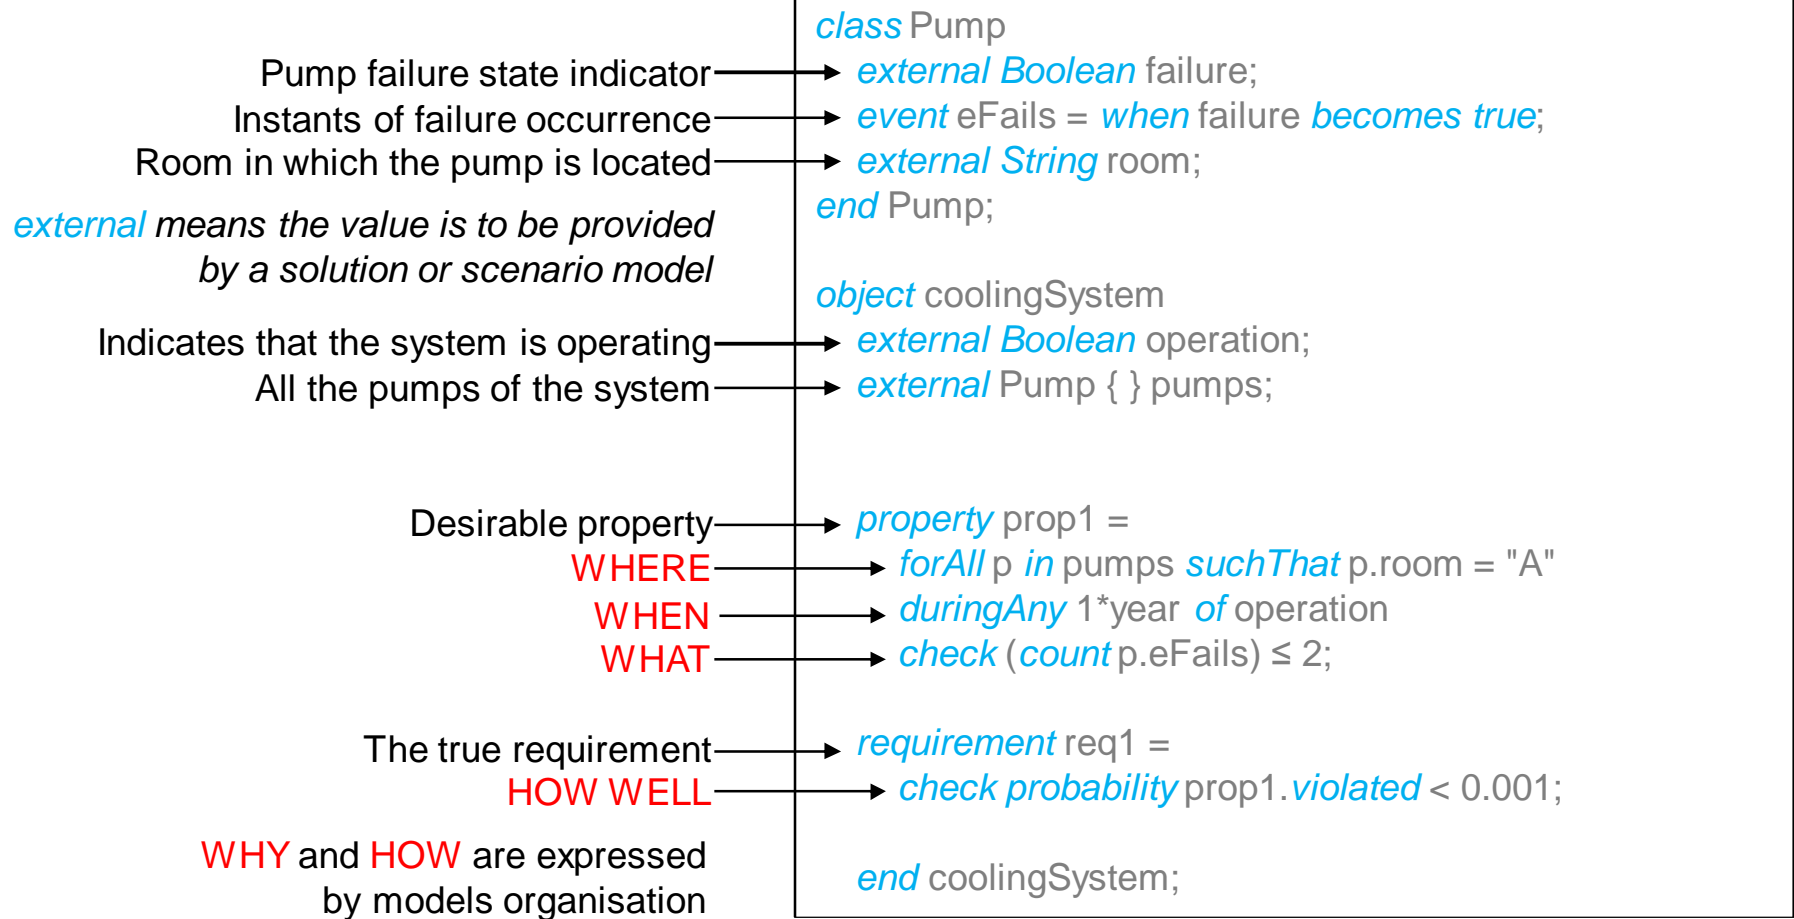 class Pump
Pump failure state indicator
external Boolean failure;
Instants of failure occurrence
event eFails = when failure becomes true;
Room in which the pump is located
external String room;
end Pump;
external means the value is to be provided
by a solution or scenario model
object coolingSystem
Indicates that the system is operating
external Boolean operation;
All the pumps of the system
external Pump { } pumps;
Desirable property
property prop1 =
WHERE
forAll p in pumps suchThat p.room = "A"
WHEN
duringAny 1*year of operation
WHAT
check (count p.eFails) ≤ 2;
The true requirement
requirement req1 =
HOW WELL
check probability prop1.violated < 0.001;
WHY and HOW are expressed
by models organisation
end coolingSystem;